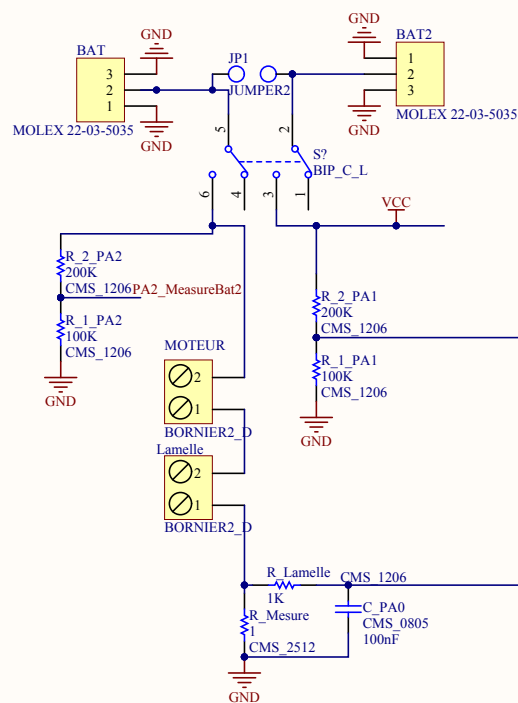 GND
GND
BAT
JP1
BAT2
3
2
1
1
2
3
JUMPER2
GND
GND
MOLEX 22-03-5035
MOLEX 22-03-5035
5
2
S?
BIP_C_L
6
4
3
1
VCC
R_2_PA2
200K
CMS_1206
PA2_MeasureBat2
R_1_PA2
100K
CMS_1206
GND
R_2_PA1
200K
CMS_1206
R_1_PA1
100K
CMS_1206
GND
MOTEUR
2
1
BORNIER2_D
Lamelle
2
1
BORNIER2_D
R_Lamelle
CMS_1206
1K
R_Mesure
1
CMS_2512
C_PA0
CMS_0805
100nF
GND